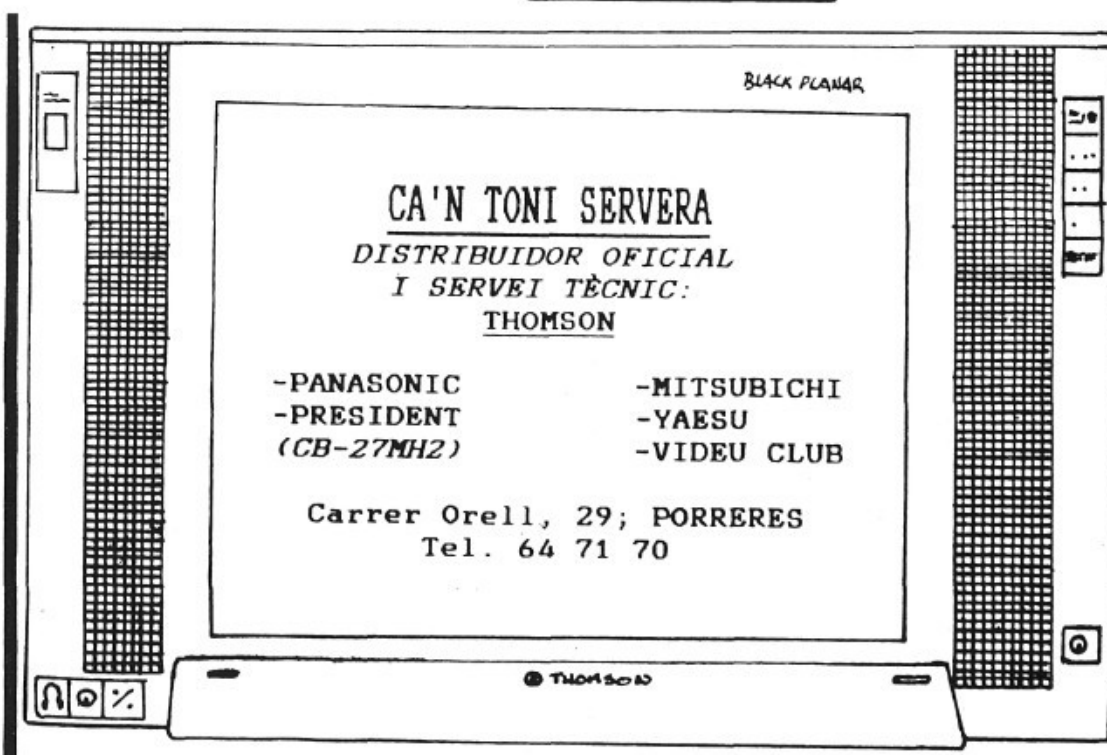 BLACK PLANAR
CA'N TONI SERVERA
DISTRIBUIDOR OFICIAL
I SERVEI TÈCNIC:
THOMSON
-PANASONIC -MITSUBICHI
-PRESIDENT -YAESU
(CB-27MH2) -VIDEU CLUB
Carrer Orell, 29; PORRERES
Tel. 64 71 70
THOMSON